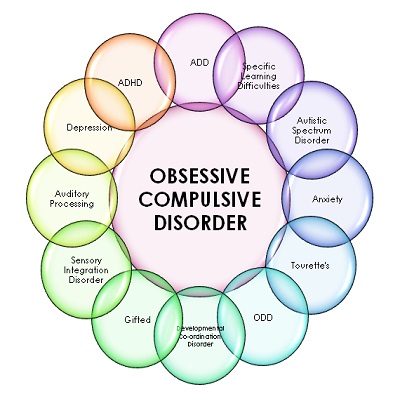 OBSESSIVE
COMPULSIVE
DISORDER
ADD
Specific
Learning
Difficulties
Autistic
Spectrum
Disorder
Anxiety
Tourette's
ODD
Developmental
Co-ordination
Disorder
Gifted
Sensory
Integration
Disorder
Auditory
Processing
Depression
ADHD